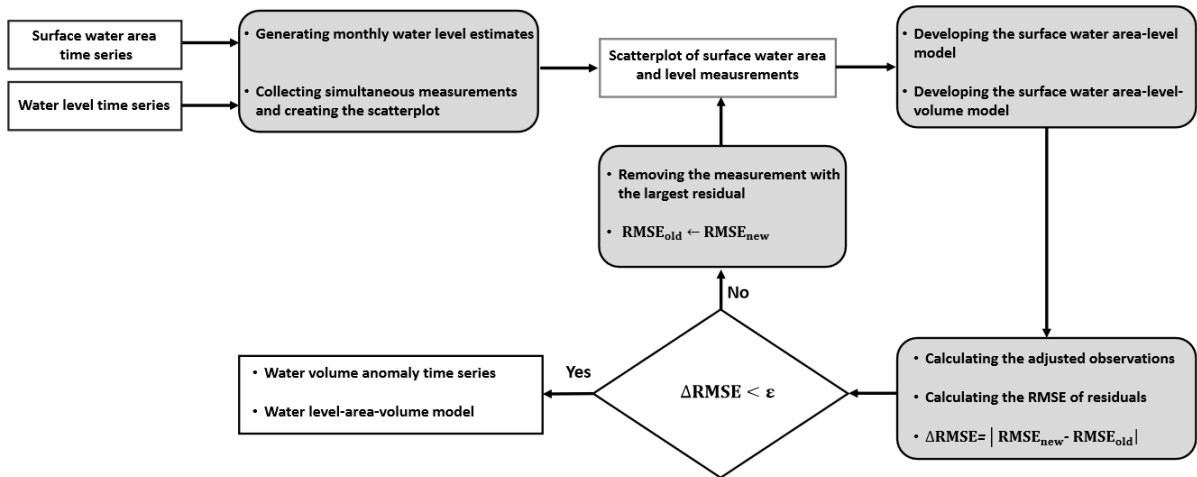 Surface water area
time series
Water level time series
• Generating monthly water level estimates
• Collecting simultaneous measurements
and creating the scatterplot
Scatterplot of surface water area
and level meausrements
• Developing the surface water area-level
model
• Developing the surface water area-level-
volume model
• Removing the measurement with
the largest residual
• RMSE_old ← RMSE_new
No
Yes
• Water volume anomaly time series
• Water level-area-volume model
ΔRMSE < ε
• Calculating the adjusted observations
• Calculating the RMSE of residuals
• ΔRMSE= | RMSE_new- RMSE_old|